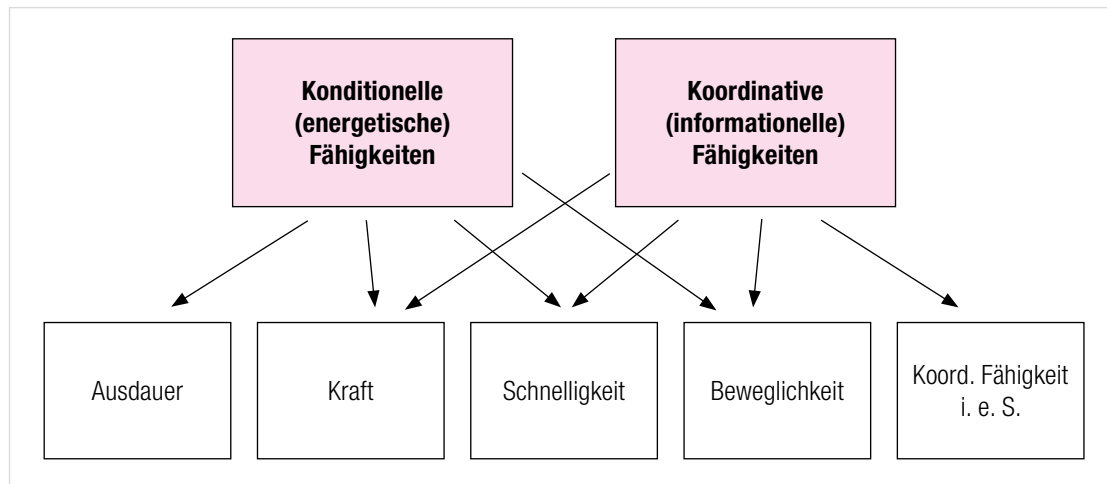 Konditionelle
(energetische)
Fähigkeiten
Koordinative
(informationelle)
Fähigkeiten
Ausdauer
Kraft
Schnelligkeit
Beweglichkeit
Koord. Fähigkeit
i. e. S.